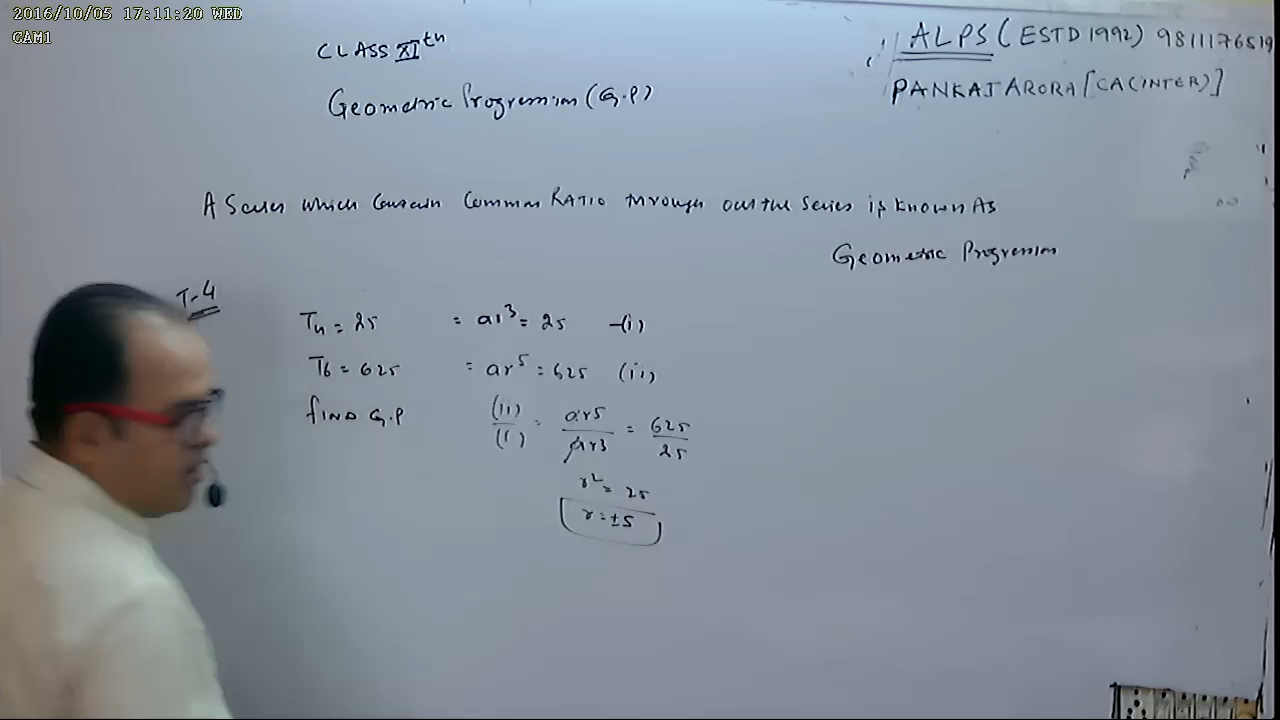 2016/10/05 17:11:20 WED
CAM1
CLASS XIth
Geometric Progression (G.P)
ALPS (ESTD 1992) 9811176519
PANKAJ ARORA [CA(INTER)]
A Series which Contain Common RATIO through out the Series is known As
Geometric Progression
T-4
T4 = 25 = ar³ = 25 -(i)
T6 = 625 = ar⁵ = 625 (ii)
FIND G.P (ii)/(i) = ar5/ar3 = 625/25
r² = 25
r = ±5